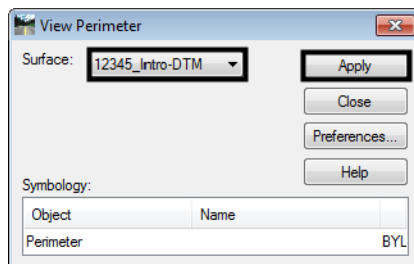 View Perimeter
Surface: 12345_Intro-DTM
Apply
Close
Preferences...
Help
Symbology:
Object Name
Perimeter BYL